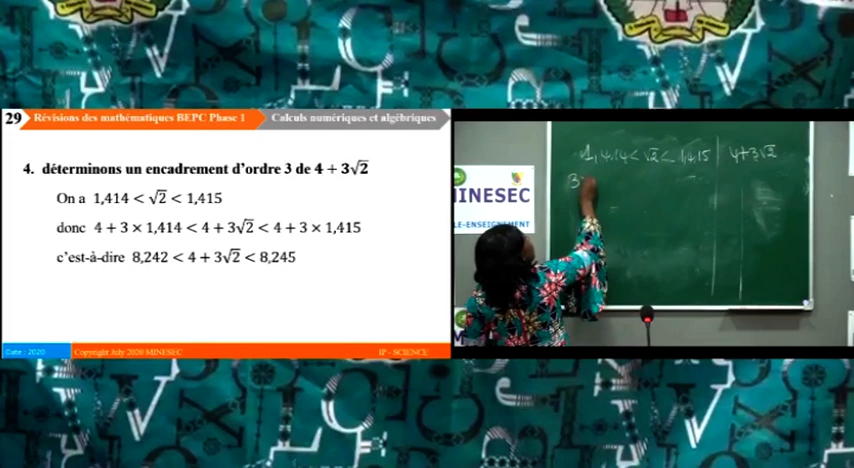 29 Révisions des mathématiques BEPC Phase 1 Calculs numériques et algébriques
4. déterminons un encadrement d'ordre 3 de 4 + 3√2
On a 1,414 < √2 < 1,415
donc 4 + 3 × 1,414 < 4 + 3√2 < 4 + 3 × 1,415
c'est-à-dire 8,242 < 4 + 3√2 < 8,245
Date : 2020 Copyright July 2020 MINESEC IP - SCIENCE
1,414 < √2 < 1,415 4+3√2
3
MINESEC
LE-ENSEIGNEMENT
M